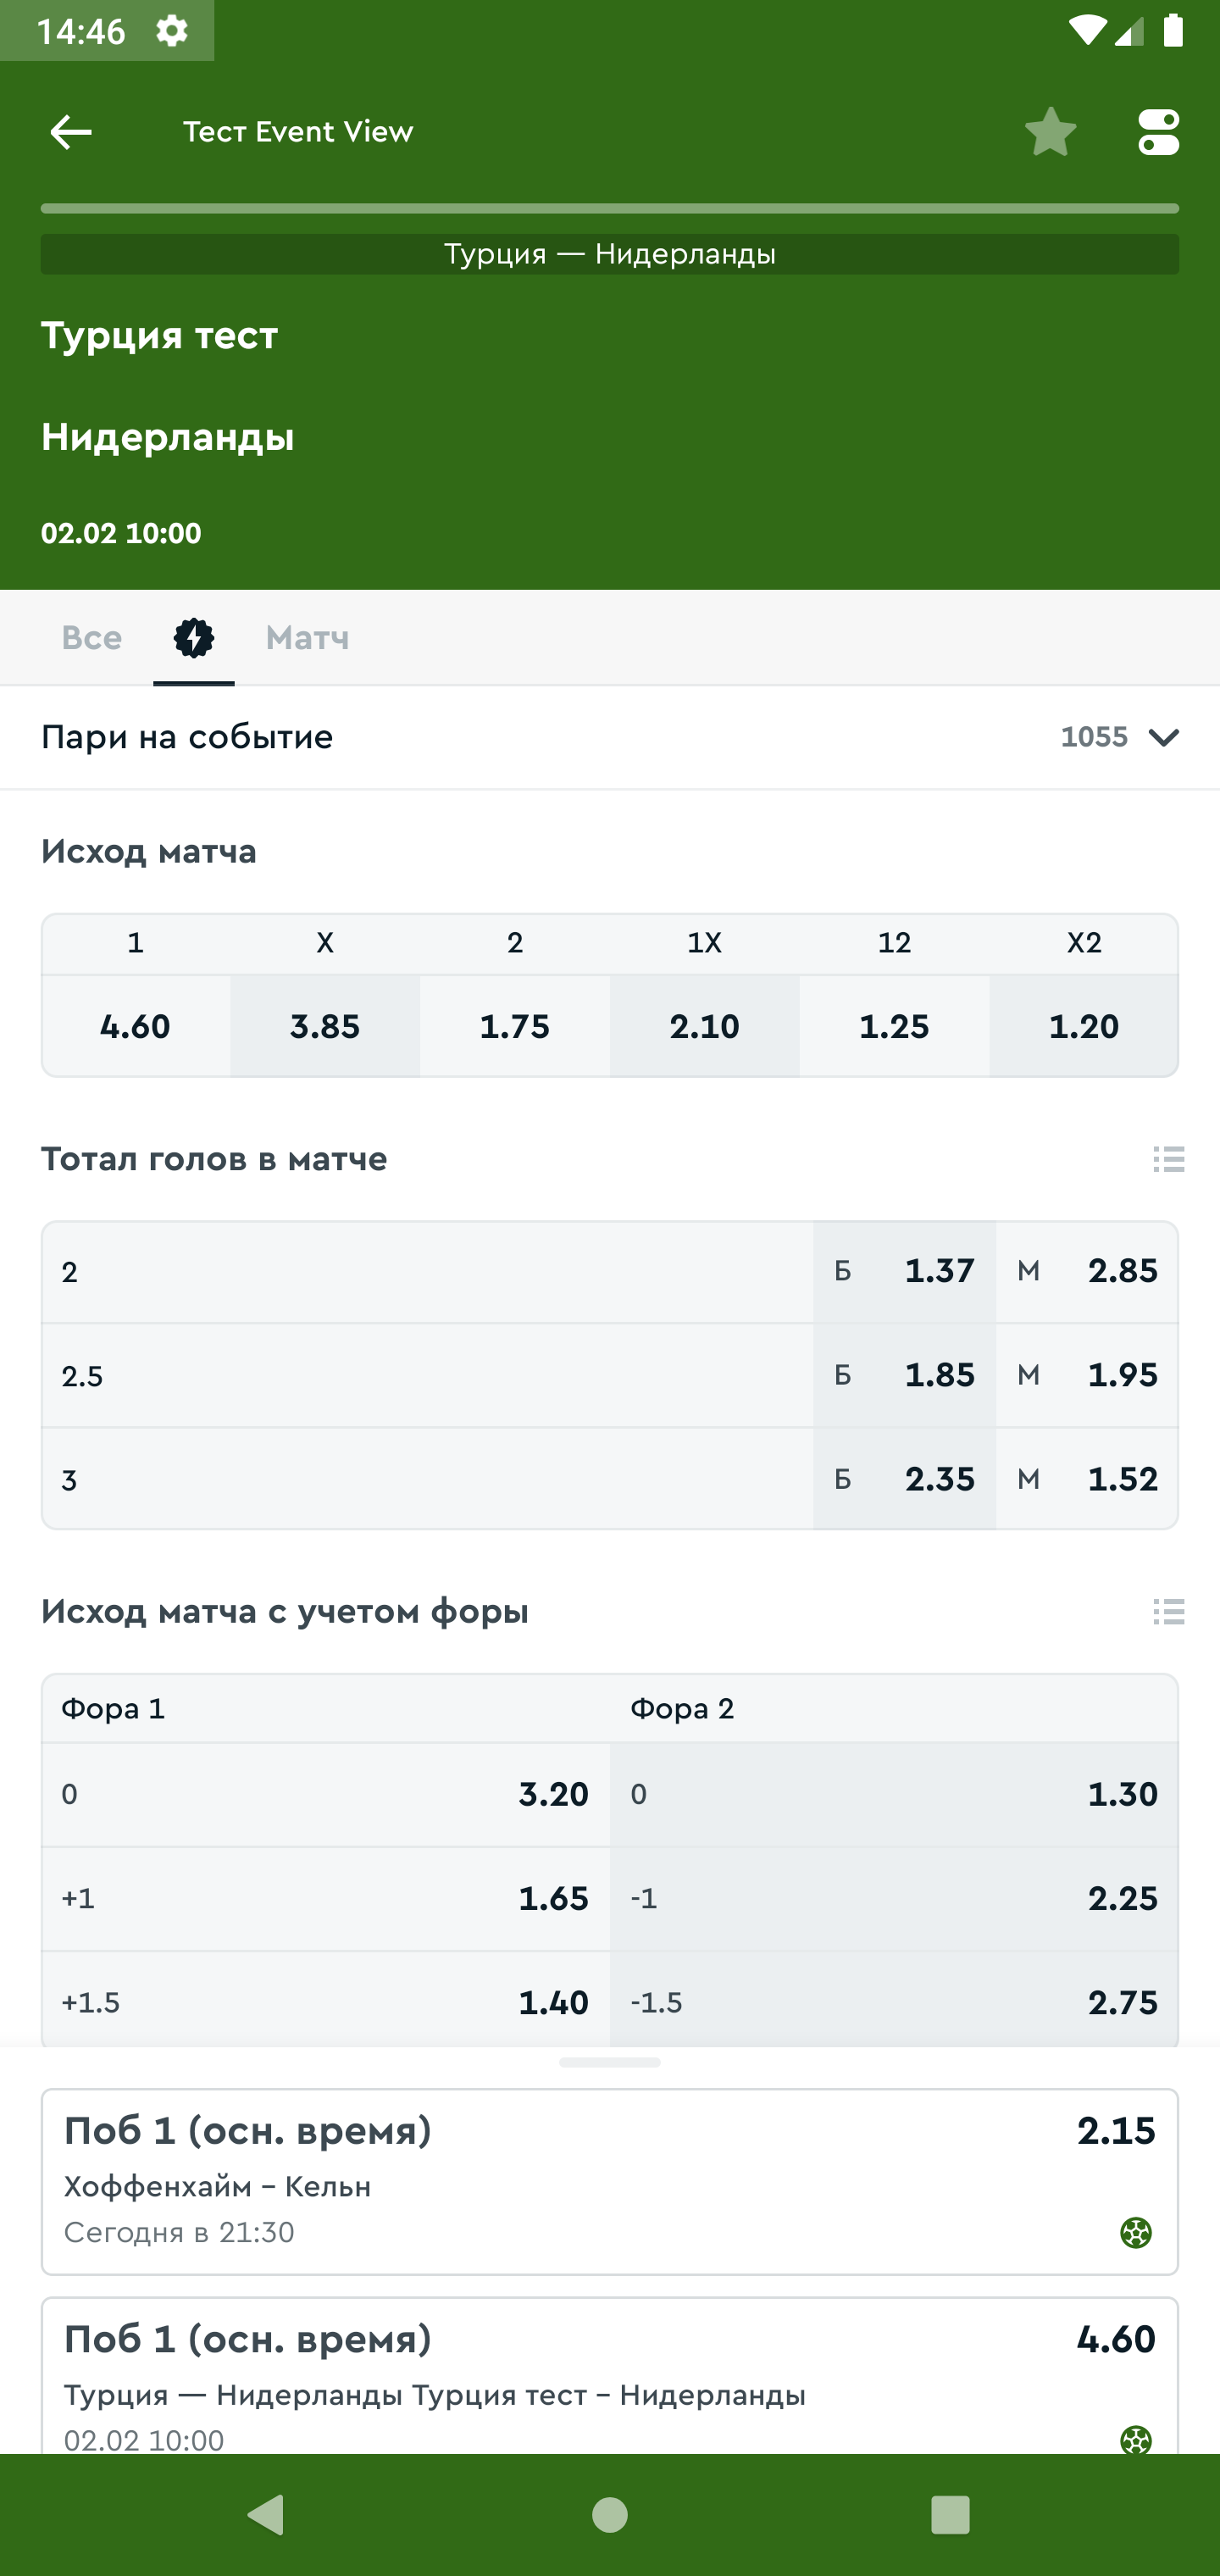 14:46
Тест Event View
Турция — Нидерланды
Турция тест
Нидерланды
02.02 10:00
Все Матч
Пари на событие 1055
Исход матча
1 X 2 1X 12 X2
4.60 3.85 1.75 2.10 1.25 1.20
Тотал голов в матче
2 Б 1.37 М 2.85
2.5 Б 1.85 М 1.95
3 Б 2.35 М 1.52
Исход матча с учетом форы
Фора 1 Фора 2
0 3.20 0 1.30
+1 1.65 -1 2.25
+1.5 1.40 -1.5 2.75
Поб 1 (осн. время) 2.15
Хоффенхайм – Кельн
Сегодня в 21:30
Поб 1 (осн. время) 4.60
Турция — Нидерланды Турция тест – Нидерланды
02.02 10:00